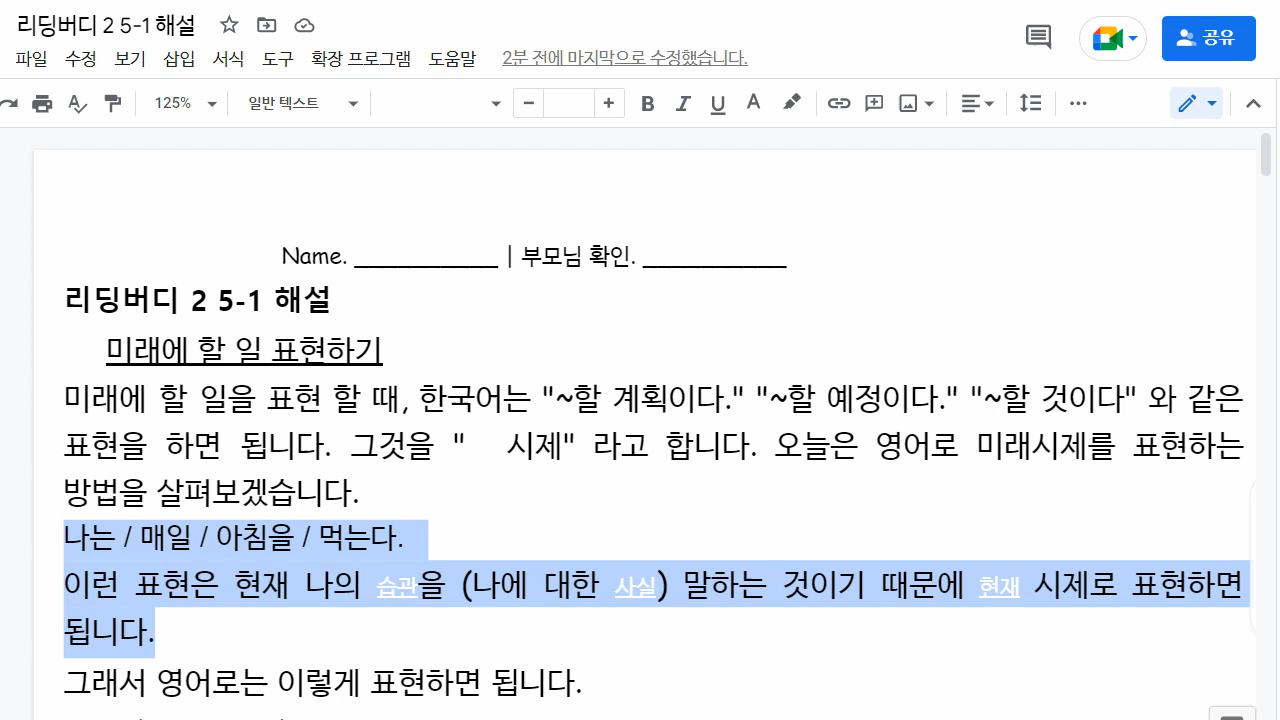 리딩버디 2 5-1 해설
파일 수정 보기 삽입 서식 도구 확장 프로그램 도움말 2분 전에 마지막으로 수정했습니다.
공유
125% 일반 텍스트 B I U A
Name. ___________ | 부모님 확인. ___________
리딩버디 2 5-1 해설
미래에 할 일 표현하기
미래에 할 일을 표현 할 때, 한국어는 "~할 계획이다." "~할 예정이다." "~할 것이다" 와 같은
표현을 하면 됩니다. 그것을 " 시제" 라고 합니다. 오늘은 영어로 미래시제를 표현하는
방법을 살펴보겠습니다.
나는 / 매일 / 아침을 / 먹는다.
이런 표현은 현재 나의 습관을 (나에 대한 사실) 말하는 것이기 때문에 현재 시제로 표현하면
됩니다.
그래서 영어로는 이렇게 표현하면 됩니다.